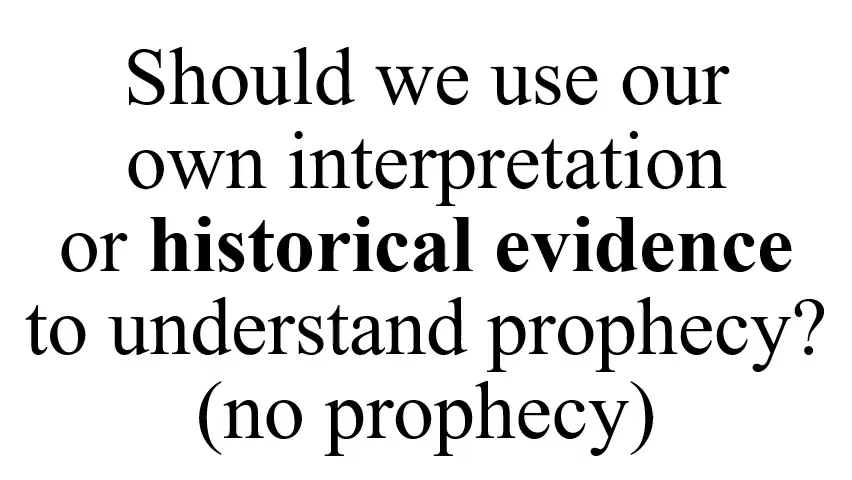 Should we use our
own interpretation
or historical evidence
to understand prophecy?
(no prophecy)